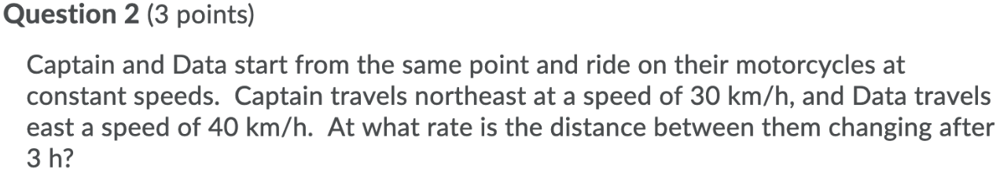 Question 2 (3 points)
Captain and Data start from the same point and ride on their motorcycles at
constant speeds. Captain travels northeast at a speed of 30 km/h, and Data travels
east a speed of 40 km/h. At what rate is the distance between them changing after
3 h?